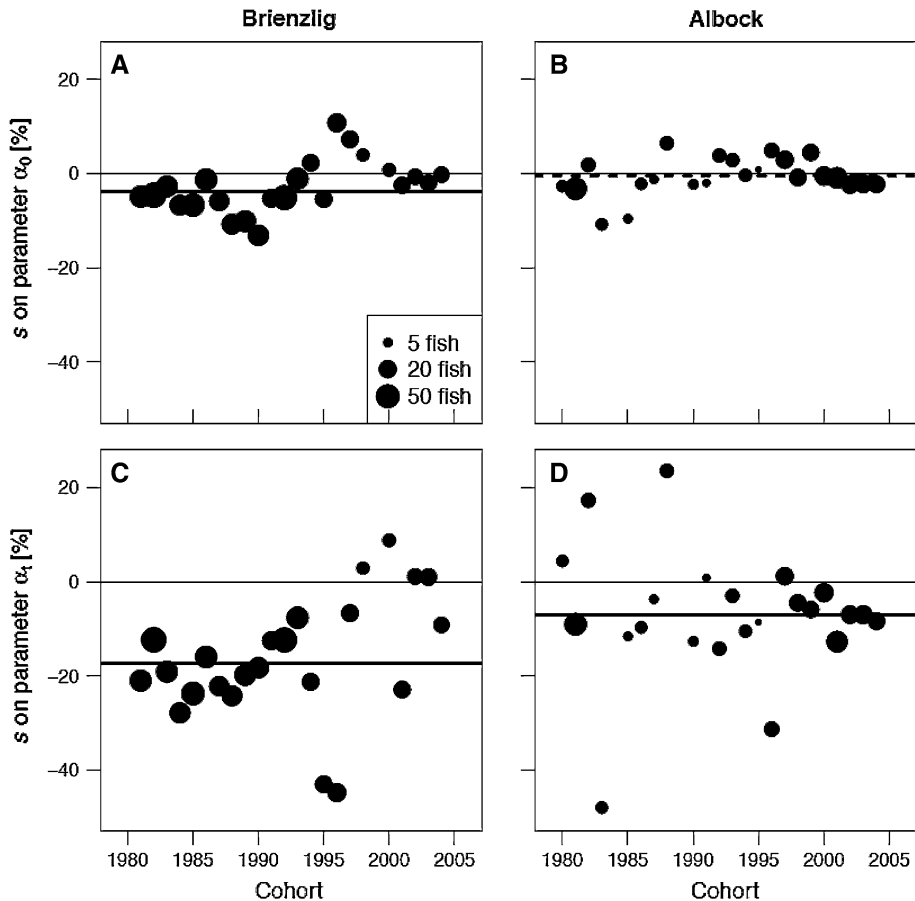 Brienzlig
Albock
A
B
20
0
−20
−40
s on parameter α₀ [%]
5 fish
20 fish
50 fish
C
D
20
0
−20
−40
s on parameter α₁ [%]
1980 1985 1990 1995 2000 2005
1980 1985 1990 1995 2000 2005
Cohort
Cohort